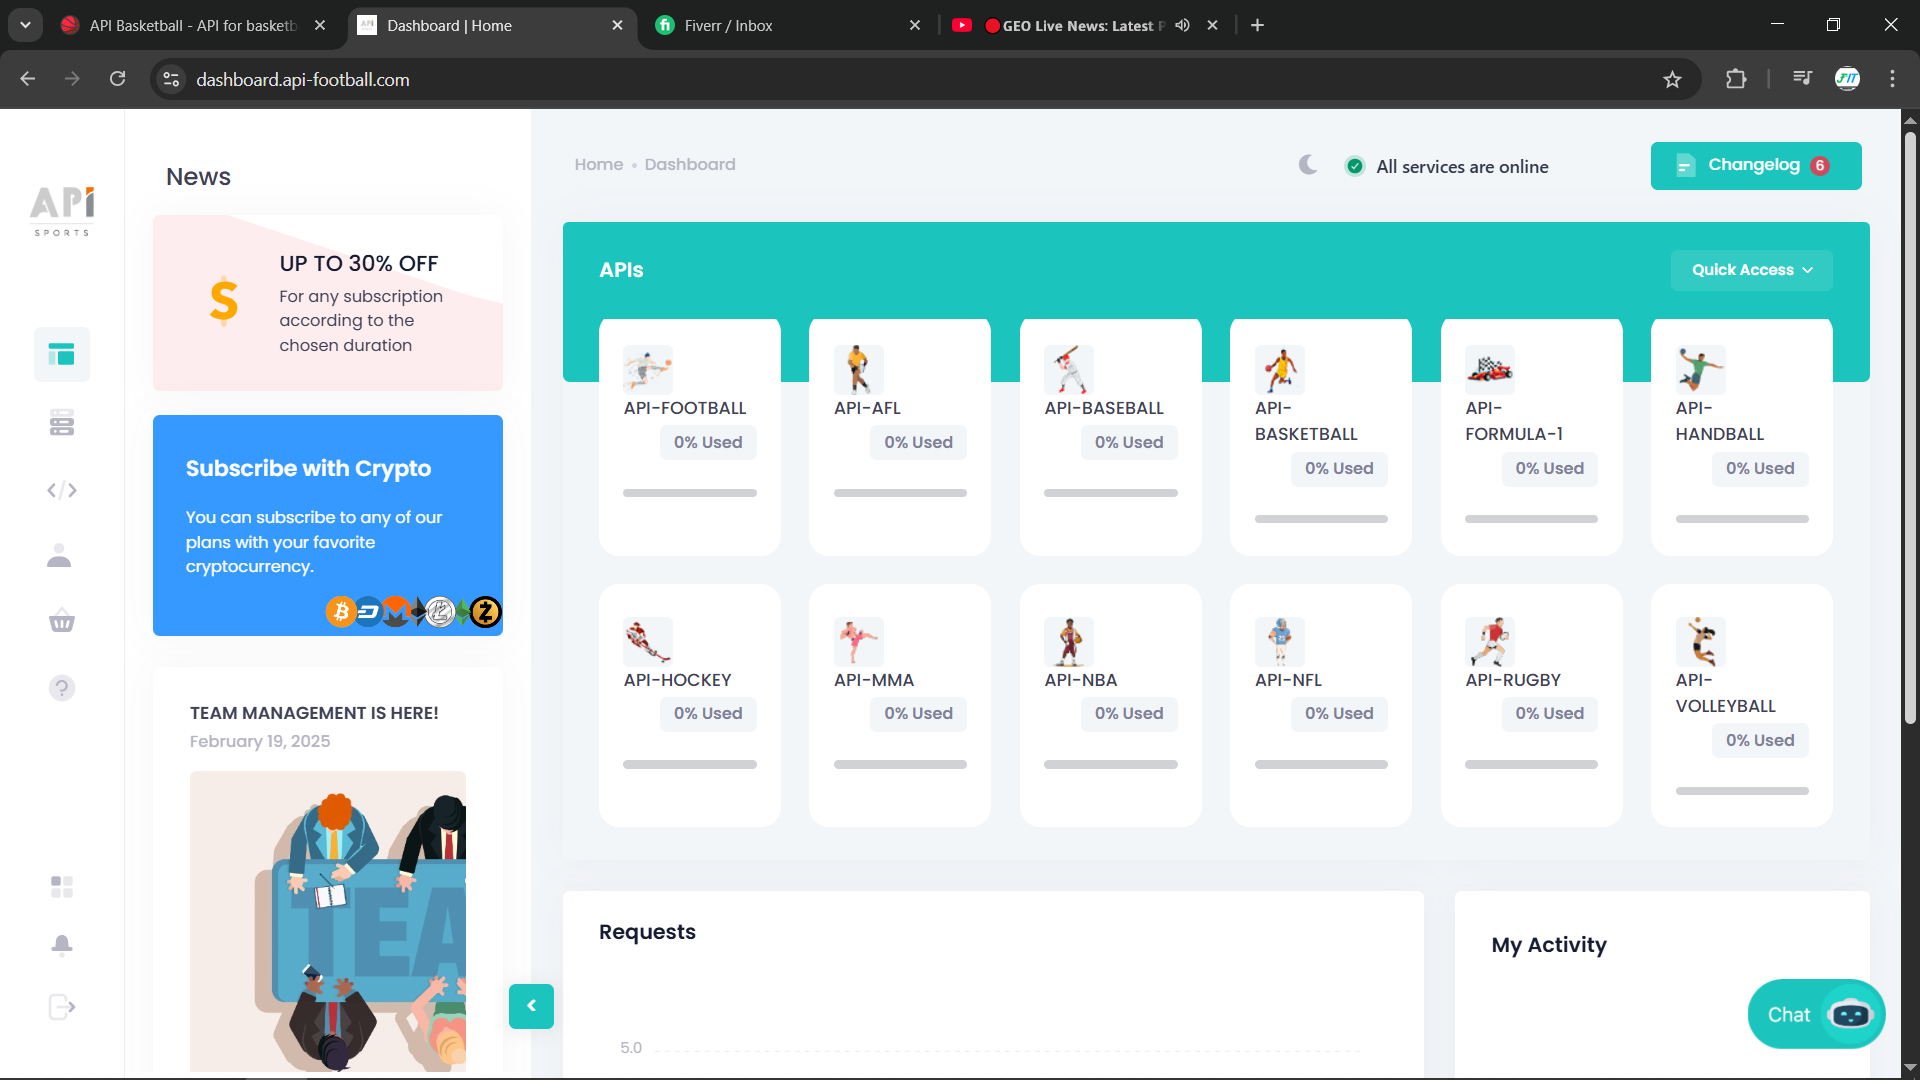 API Basketball - API for basketb
Dashboard | Home
Fiverr / Inbox
GEO Live News: Latest P
dashboard.api-football.com
FIT
API
SPORTS
News
UP TO 30% OFF
For any subscription
according to the
chosen duration
Subscribe with Crypto
You can subscribe to any of our
plans with your favorite
cryptocurrency.
TEAM MANAGEMENT IS HERE!
February 19, 2025
TEA
Home • Dashboard
All services are online
Changelog 6
APIs
Quick Access
API-FOOTBALL
0% Used
API-AFL
0% Used
API-BASEBALL
0% Used
API-
BASKETBALL
0% Used
API-
FORMULA-1
0% Used
API-
HANDBALL
0% Used
API-HOCKEY
0% Used
API-MMA
0% Used
API-NBA
0% Used
API-NFL
0% Used
API-RUGBY
0% Used
API-
VOLLEYBALL
0% Used
Requests
5.0
My Activity
Chat